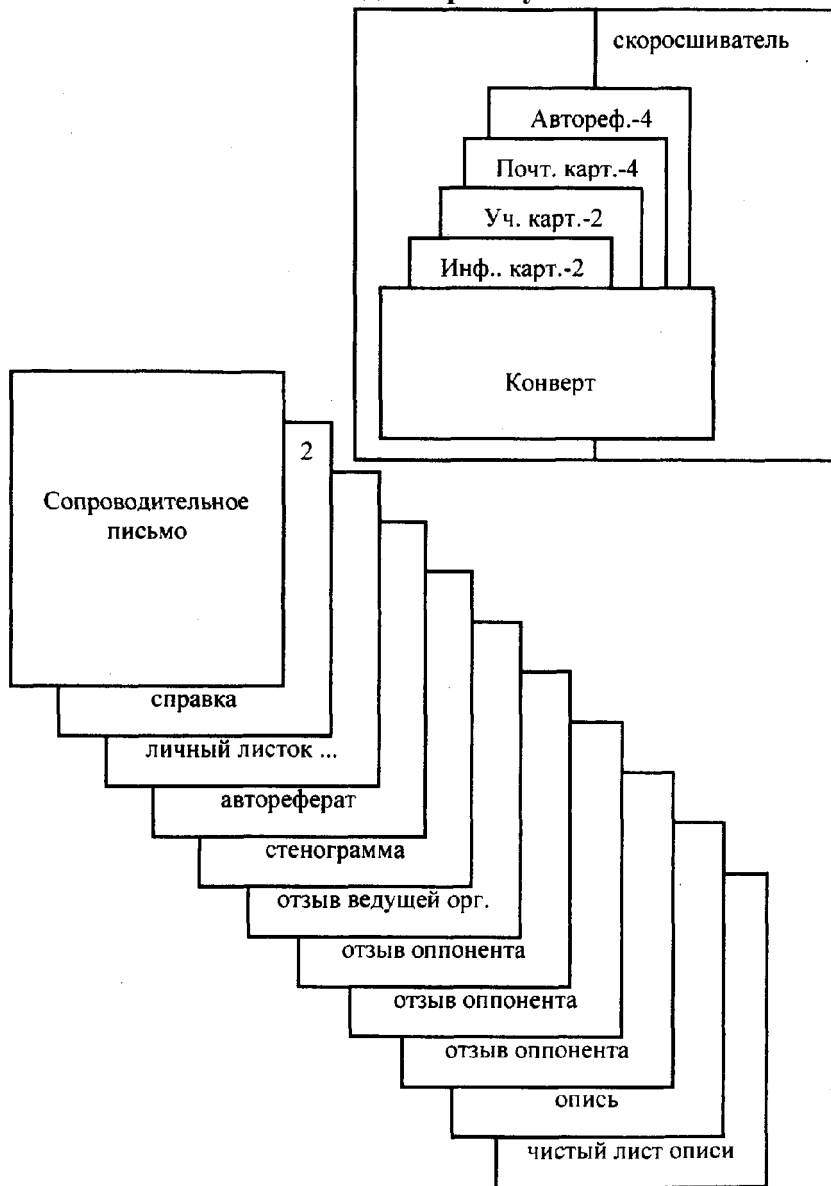 скоросшиватель
Автореф.-4
Почт. карт.-4
Уч. карт.-2
Инф.. карт.-2
Конверт
2
Сопроводительное
письмо
справка
личный листок ...
автореферат
стенограмма
отзыв ведущей орг.
отзыв оппонента
отзыв оппонента
отзыв оппонента
опись
чистый лист описи